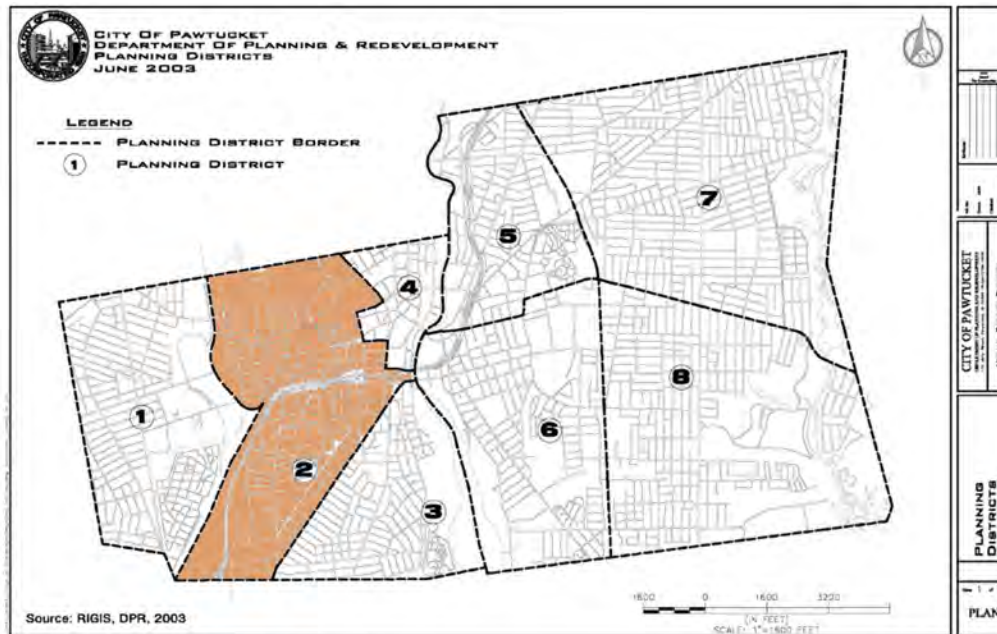 CITY OF PAWTUCKET
DEPARTMENT OF PLANNING & REDEVELOPMENT
PLANNING DISTRICTS
JUNE 2003
LEGEND
PLANNING DISTRICT BORDER
1 PLANNING DISTRICT
7
5
4
8
1
6
2
3
1600 0 1600 3200
(IN FEET)
SCALE: 1"=1600 FEET
Source: RIGIS, DPR, 2003
CITY OF PAWTUCKET
PLANNING
DISTRICTS
PLAN